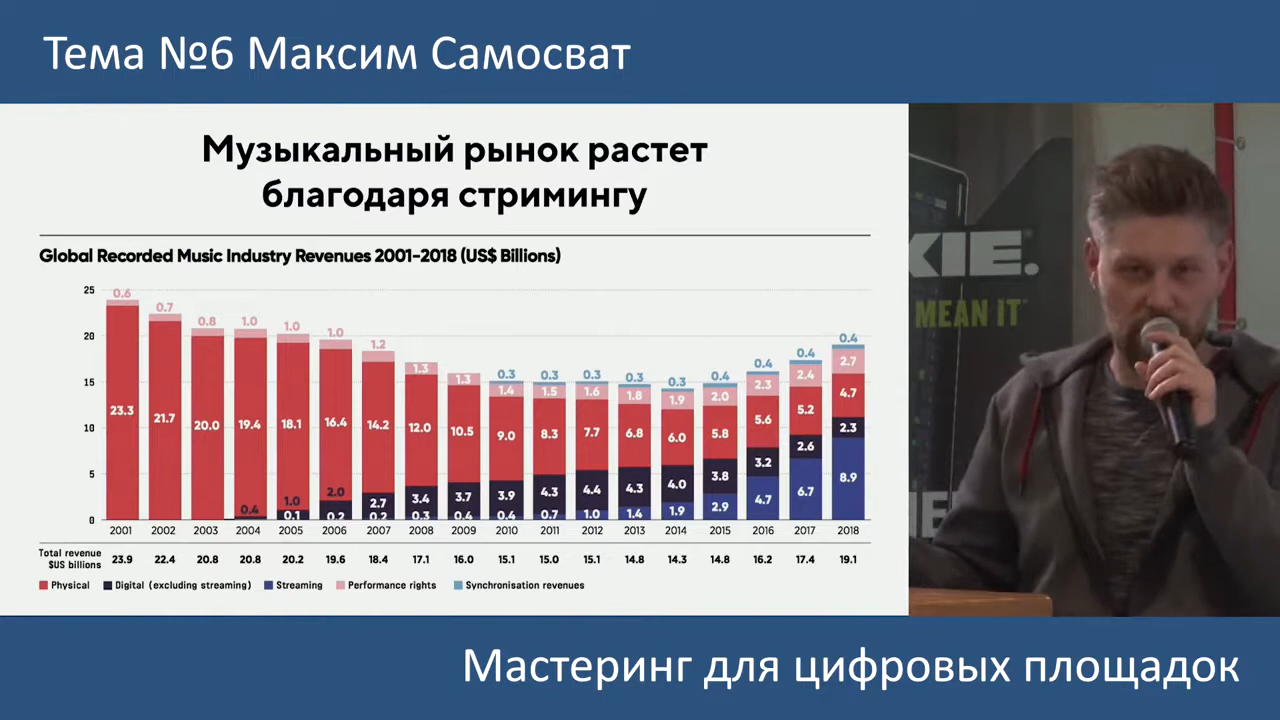 Тема №6 Максим Самосват
Музыкальный рынок растет
благодаря стримингу
Global Recorded Music Industry Revenues 2001-2018 (US$ Billions)
25
20
15
10
5
0
0.6 0.7 0.8 1.0 1.0 1.0 1.2 1.3 1.3 1.4 1.5 1.6 1.8 1.9 2.0 2.3 2.4 2.7
0.3 0.3 0.3 0.3 0.3 0.4 0.4 0.4 0.4
23.3 21.7 20.0 19.4 18.1 16.4 14.2 12.0 10.5 9.0 8.3 7.7 6.8 6.0 5.8 5.6 5.2 4.7
0.4 1.0 2.0 2.7 3.4 3.7 3.9 4.3 4.4 4.3 4.0 3.8 3.2 2.6 2.3
0.1 0.2 0.2 0.3 0.4 0.4 0.7 1.0 1.4 1.9 2.9 4.7 6.7 8.9
2001 2002 2003 2004 2005 2006 2007 2008 2009 2010 2011 2012 2013 2014 2015 2016 2017 2018
Total revenue
$US billions
23.9 22.4 20.8 20.8 20.2 19.6 18.4 17.1 16.0 15.1 15.0 15.1 14.8 14.3 14.8 16.2 17.4 19.1
Physical Digital (excluding streaming) Streaming Performance rights Synchronisation revenues
KIE.
MEAN IT
Мастеринг для цифровых площадок